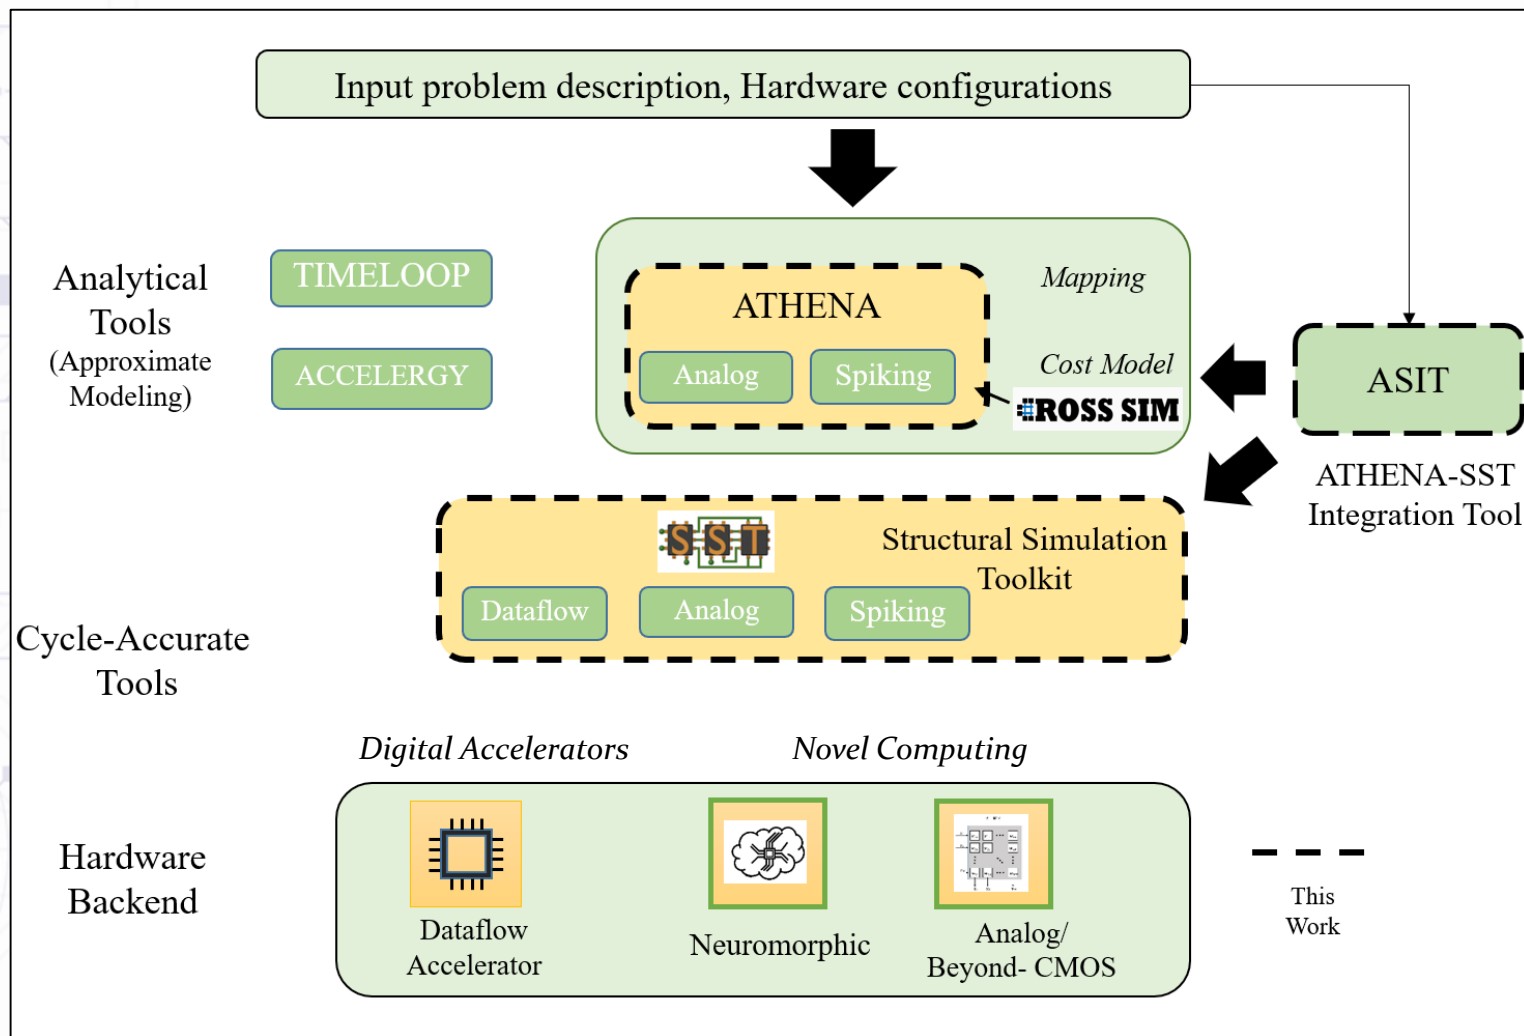 Input problem description, Hardware configurations
Analytical
Tools
(Approximate
Modeling)
TIMELOOP
ACCELERGY
ATHENA
Analog
Spiking
Mapping
Cost Model
ROSS SIM
ASIT
ATHENA-SST
Integration Tool
SST
Structural Simulation
Toolkit
Dataflow
Analog
Spiking
Cycle-Accurate
Tools
Digital Accelerators
Novel Computing
Hardware
Backend
Dataflow
Accelerator
Neuromorphic
Analog/
Beyond- CMOS
This
Work